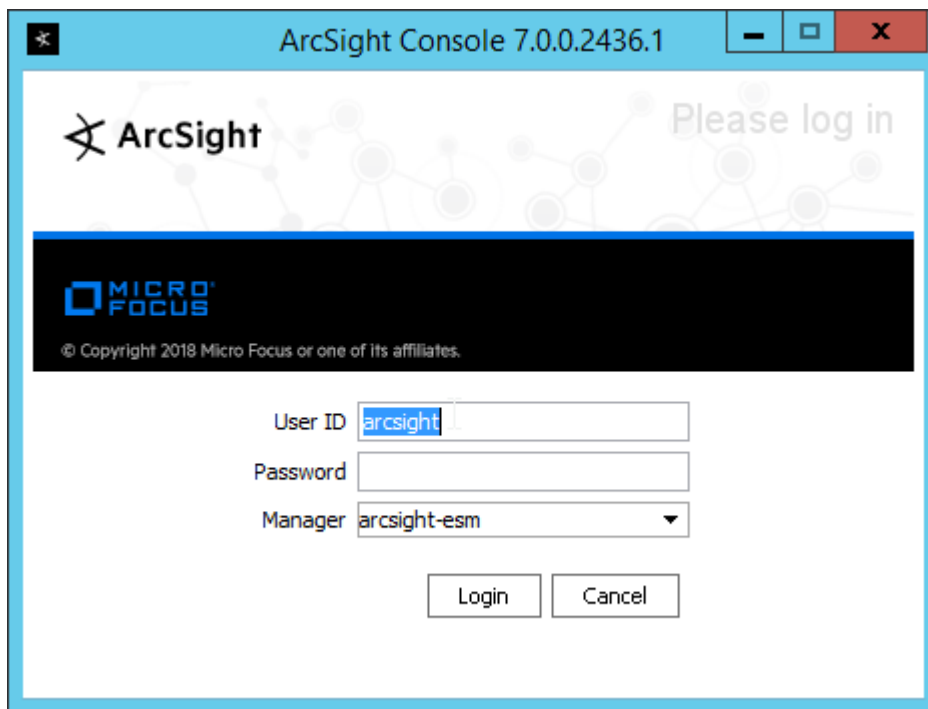 ArcSight Console 7.0.0.2436.1
Please log in
ArcSight
MICRO
FOCUS
© Copyright 2018 Micro Focus or one of its affiliates.
User ID arcsight
Password
Manager arcsight-esm
Login Cancel